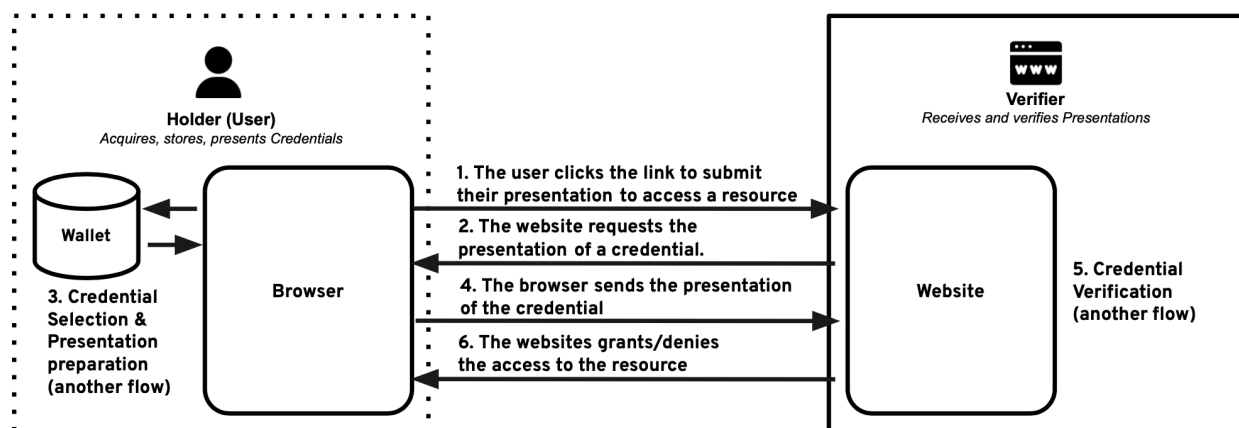 Holder (User)
Acquires, stores, presents Credentials
Wallet
3. Credential
Selection &
Presentation
preparation
(another flow)
Browser
1. The user clicks the link to submit
their presentation to access a resource
2. The website requests the
presentation of a credential.
4. The browser sends the presentation
of the credential
6. The websites grants/denies
the access to the resource
WWW
Verifier
Receives and verifies Presentations
Website
5. Credential
Verification
(another flow)